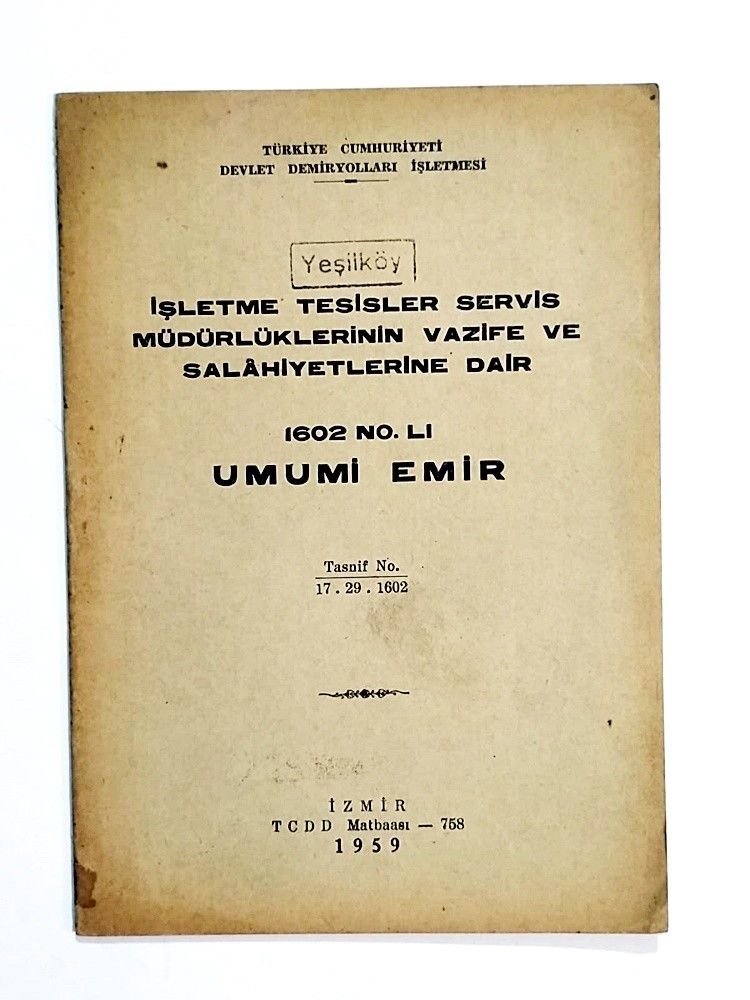 TÜRKİYE CUMHURİYETİ
DEVLET DEMİRYOLLARI İŞLETMESİ
Yeşilköy
İŞLETME TESİSLER SERVİS
MÜDÜRLÜKLERİNİN VAZİFE VE
SALÂHİYETLERİNE DAİR
1602 NO. LI
UMUMİ EMİR
Tasnif No.
17 . 29 . 1602
İZMİR
TCDD Matbaası — 758
1959